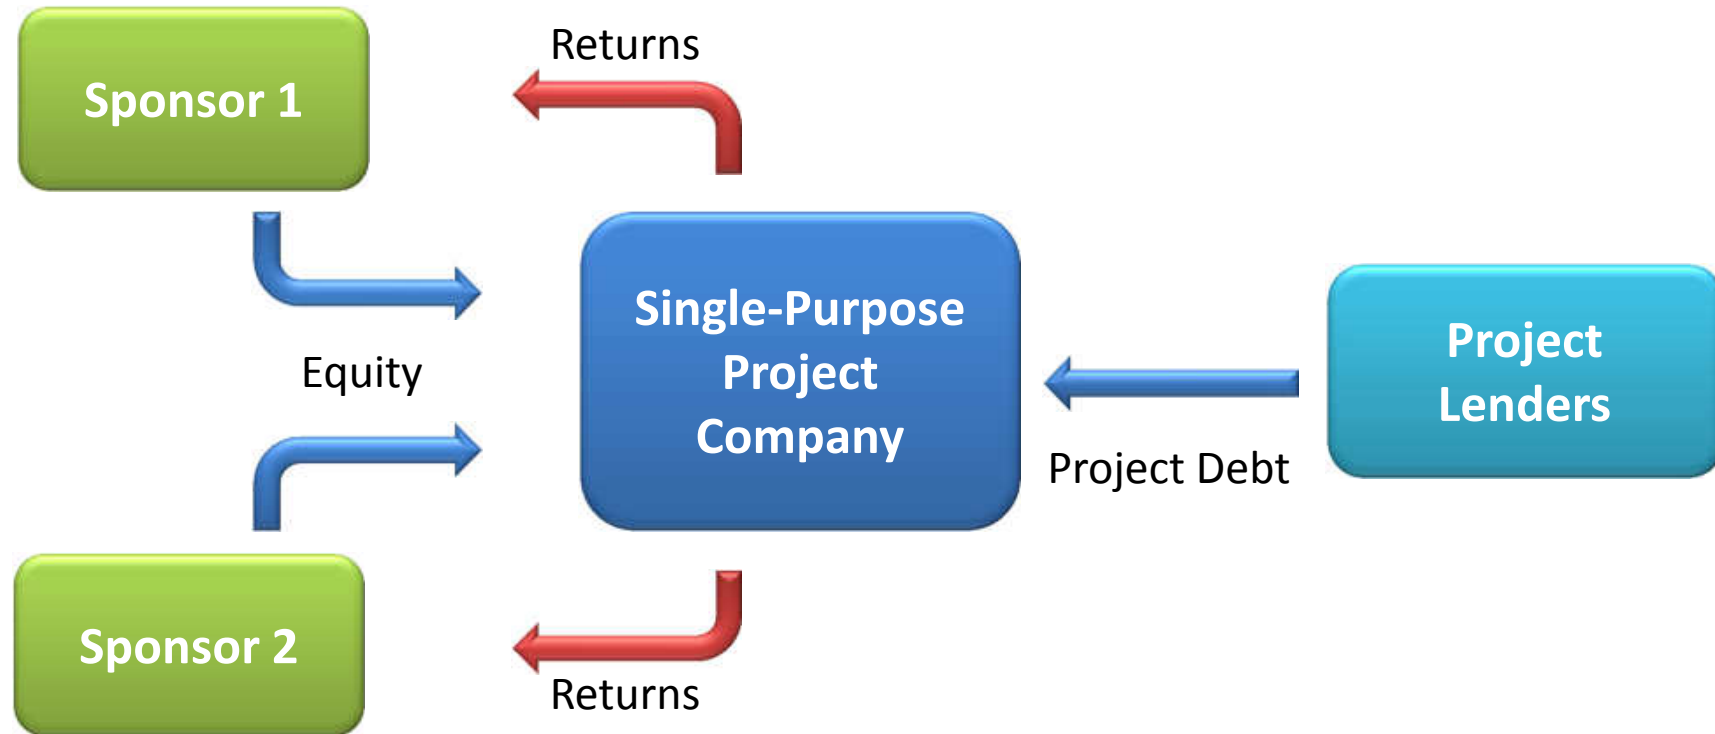 Returns
Sponsor 1
Equity
Single-Purpose
Project
Company
Project
Lenders
Project Debt
Sponsor 2
Returns